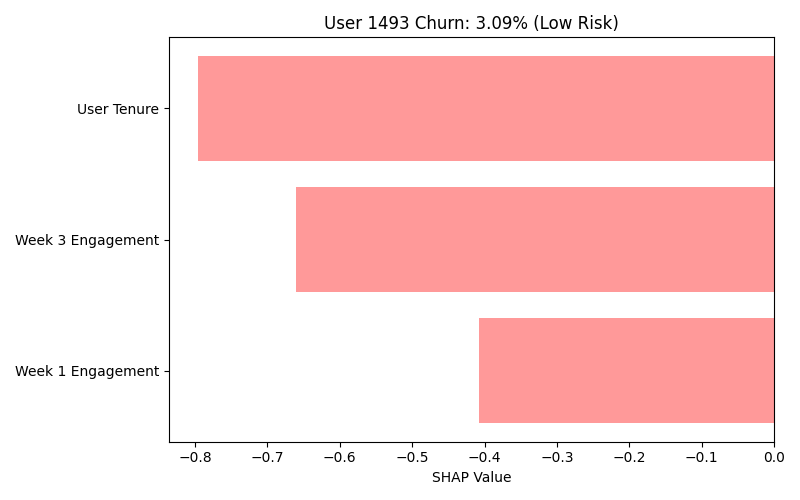 User 1493 Churn: 3.09% (Low Risk)
User Tenure
Week 3 Engagement
Week 1 Engagement
−0.8 −0.7 −0.6 −0.5 −0.4 −0.3 −0.2 −0.1 0.0
SHAP Value